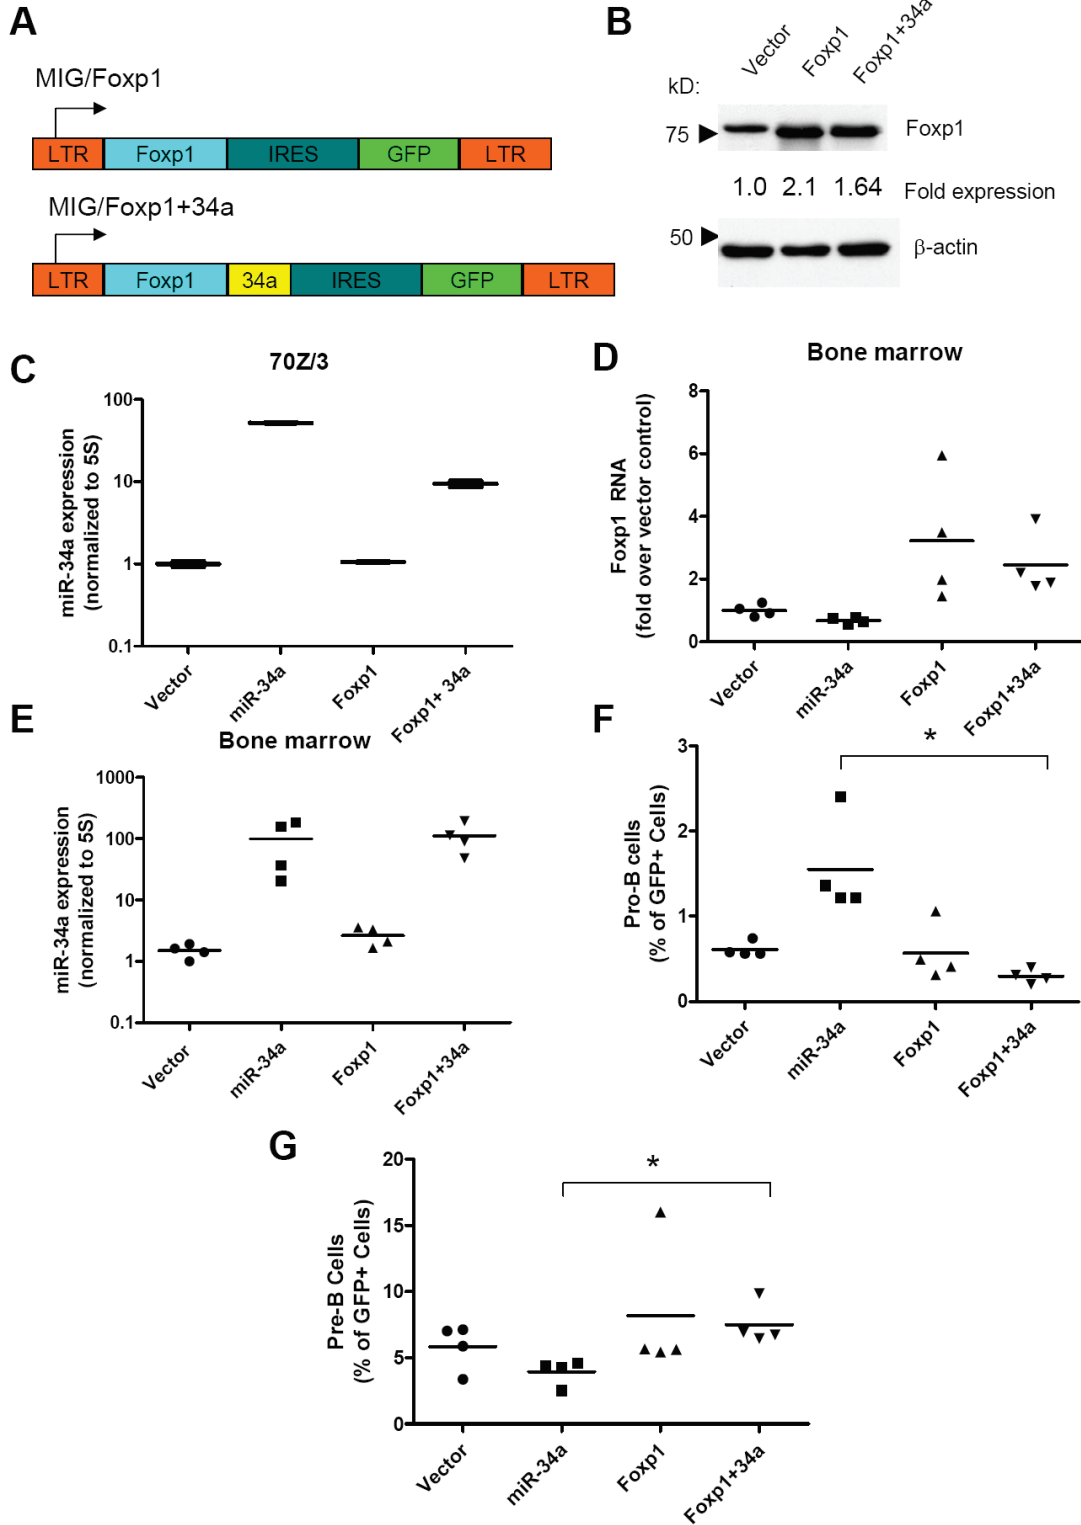 A
MIG/Foxp1
LTR Foxp1 IRES GFP LTR
MIG/Foxp1+34a
LTR Foxp1 34a IRES GFP LTR
B
Vector Foxp1 Foxp1+34a
kD:
75 Foxp1
1.0 2.1 1.64 Fold expression
50 β-actin
C
70Z/3
miR-34a expression
(normalized to 5S)
100
10
1
0.1
Vector miR-34a Foxp1 Foxp1+ 34a
D
Bone marrow
Foxp1 RNA
(fold over vector control)
8
6
4
2
0
Vector miR-34a Foxp1 Foxp1+34a
E
Bone marrow
miR-34a expression
(normalized to 5S)
1000
100
10
1
0.1
Vector miR-34a Foxp1 Foxp1+34a
F
*
Pro-B cells
(% of GFP+ Cells)
3
2
1
0
Vector miR-34a Foxp1 Foxp1+34a
G
*
Pre-B Cells
(% of GFP+ Cells)
20
15
10
5
0
Vector miR-34a Foxp1 Foxp1+34a